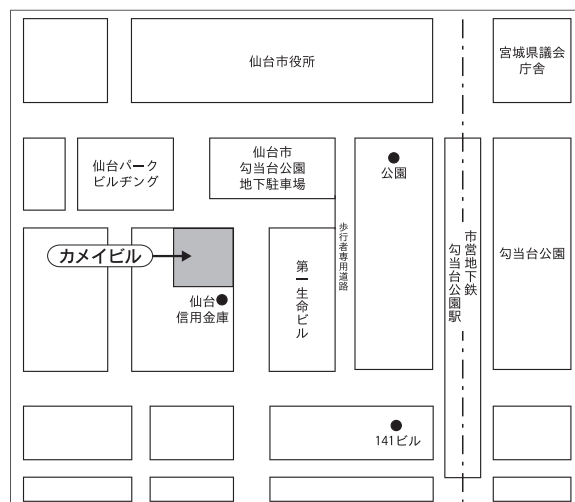 仙台市役所
宮城県議会
庁舎
仙台パーク
ビルヂング
仙台市
勾当台公園
地下駐車場
公園
歩行者専用道路
市営地下鉄
勾当台公園駅
勾当台公園
カメイビル
仙台
信用金庫
第一生命ビル
141ビル